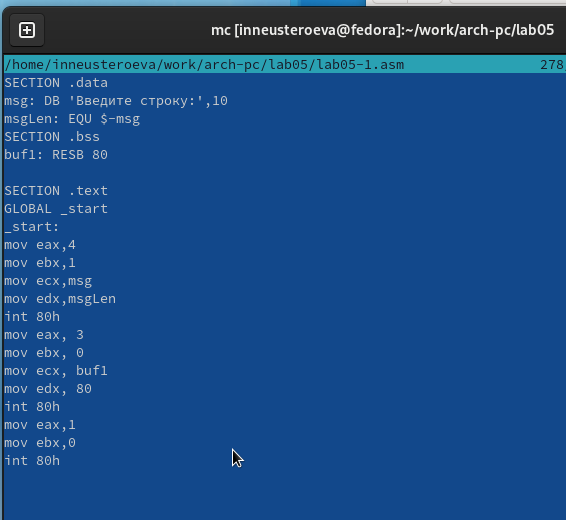 mc [inneusteroeva@fedora]:~/work/arch-pc/lab05
/home/inneusteroeva/work/arch-pc/lab05/lab05-1.asm 278
SECTION .data
msg: DB 'Введите строку:',10
msgLen: EQU $-msg
SECTION .bss
buf1: RESB 80

SECTION .text
GLOBAL _start
_start:
mov eax,4
mov ebx,1
mov ecx,msg
mov edx,msgLen
int 80h
mov eax, 3
mov ebx, 0
mov ecx, buf1
mov edx, 80
int 80h
mov eax,1
mov ebx,0
int 80h